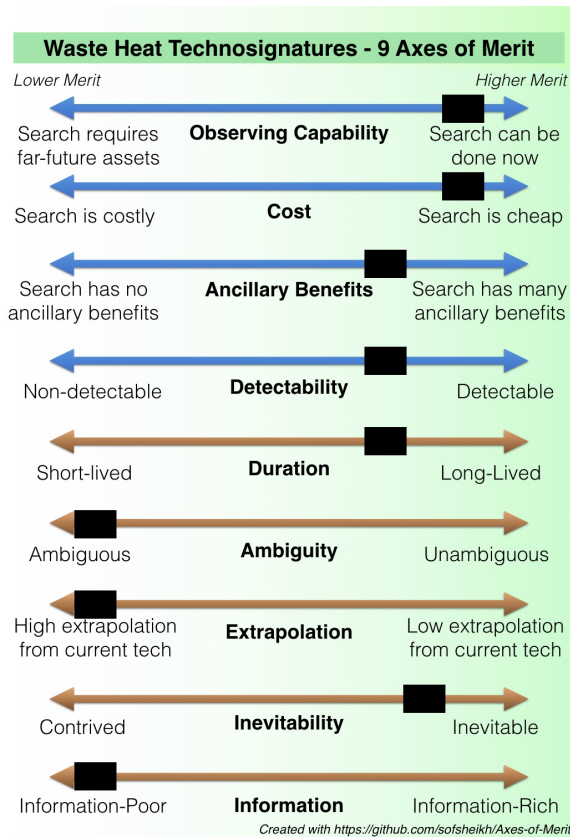 Waste Heat Technosignatures - 9 Axes of Merit
Lower Merit
Higher Merit
Search requires
far-future assets
Observing Capability
Search can be
done now
Search is costly
Cost
Search is cheap
Search has no
ancillary benefits
Ancillary Benefits
Search has many
ancillary benefits
Non-detectable
Detectability
Detectable
Short-lived
Duration
Long-Lived
Ambiguous
Ambiguity
Unambiguous
High extrapolation
from current tech
Extrapolation
Low extrapolation
from current tech
Contrived
Inevitability
Inevitable
Information-Poor
Information
Information-Rich
Created with https://github.com/sofsheikh/Axes-of-Merit